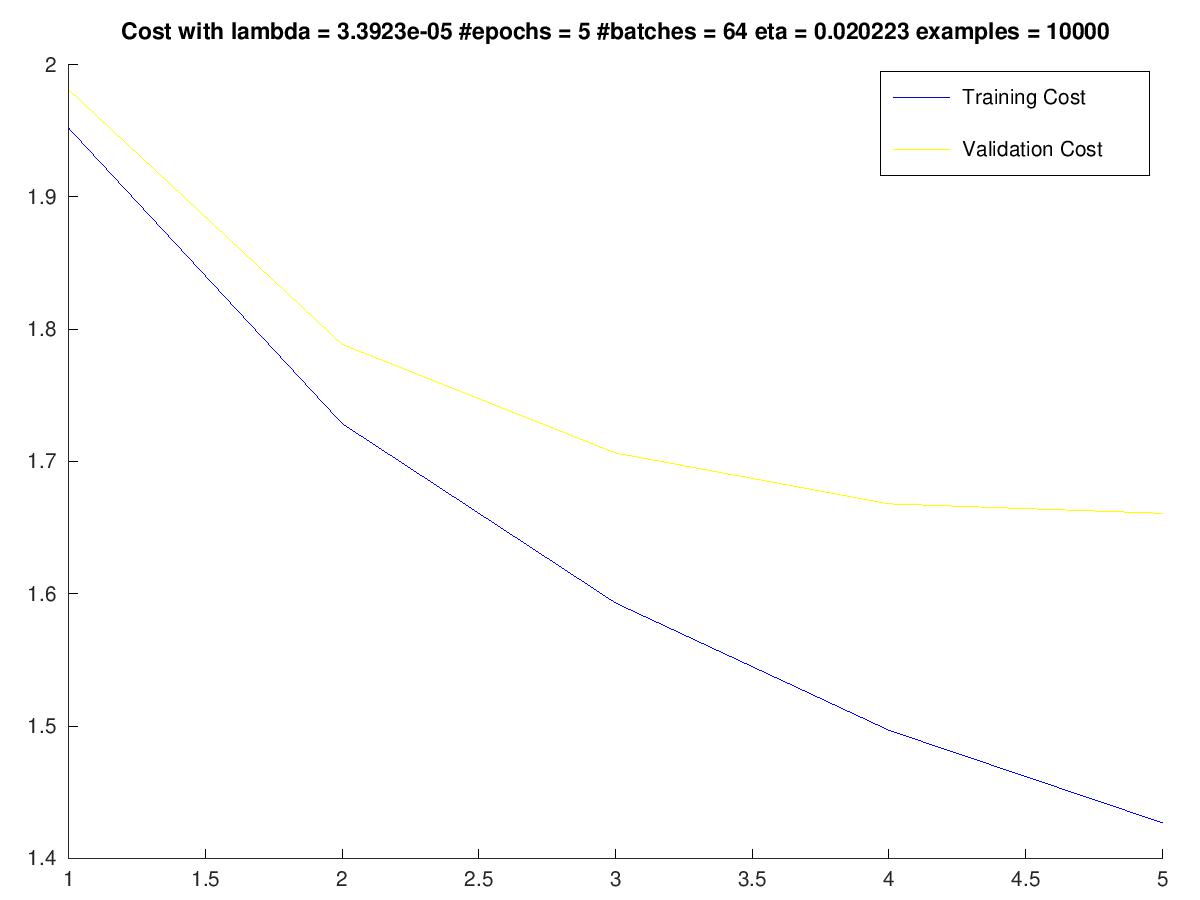 Cost with lambda = 3.3923e-05 #epochs = 5 #batches = 64 eta = 0.020223 examples = 10000
2
Training Cost
Validation Cost
1.9
1.8
1.7
1.6
1.5
1.4
1 1.5 2 2.5 3 3.5 4 4.5 5